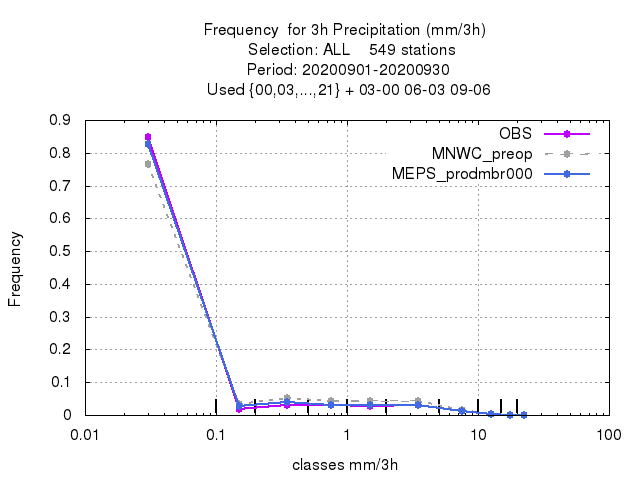 Frequency  for 3h Precipitation (mm/3h)
Selection: ALL    549 stations
Period: 20200901-20200930
Used {00,03,...,21} + 03-00 06-03 09-06
OBS
MNWC_preop
MEPS_prodmbr000
0.9
0.8
0.7
0.6
0.5
0.4
0.3
0.2
0.1
0
Frequency
0.01
0.1
1
10
100
classes mm/3h